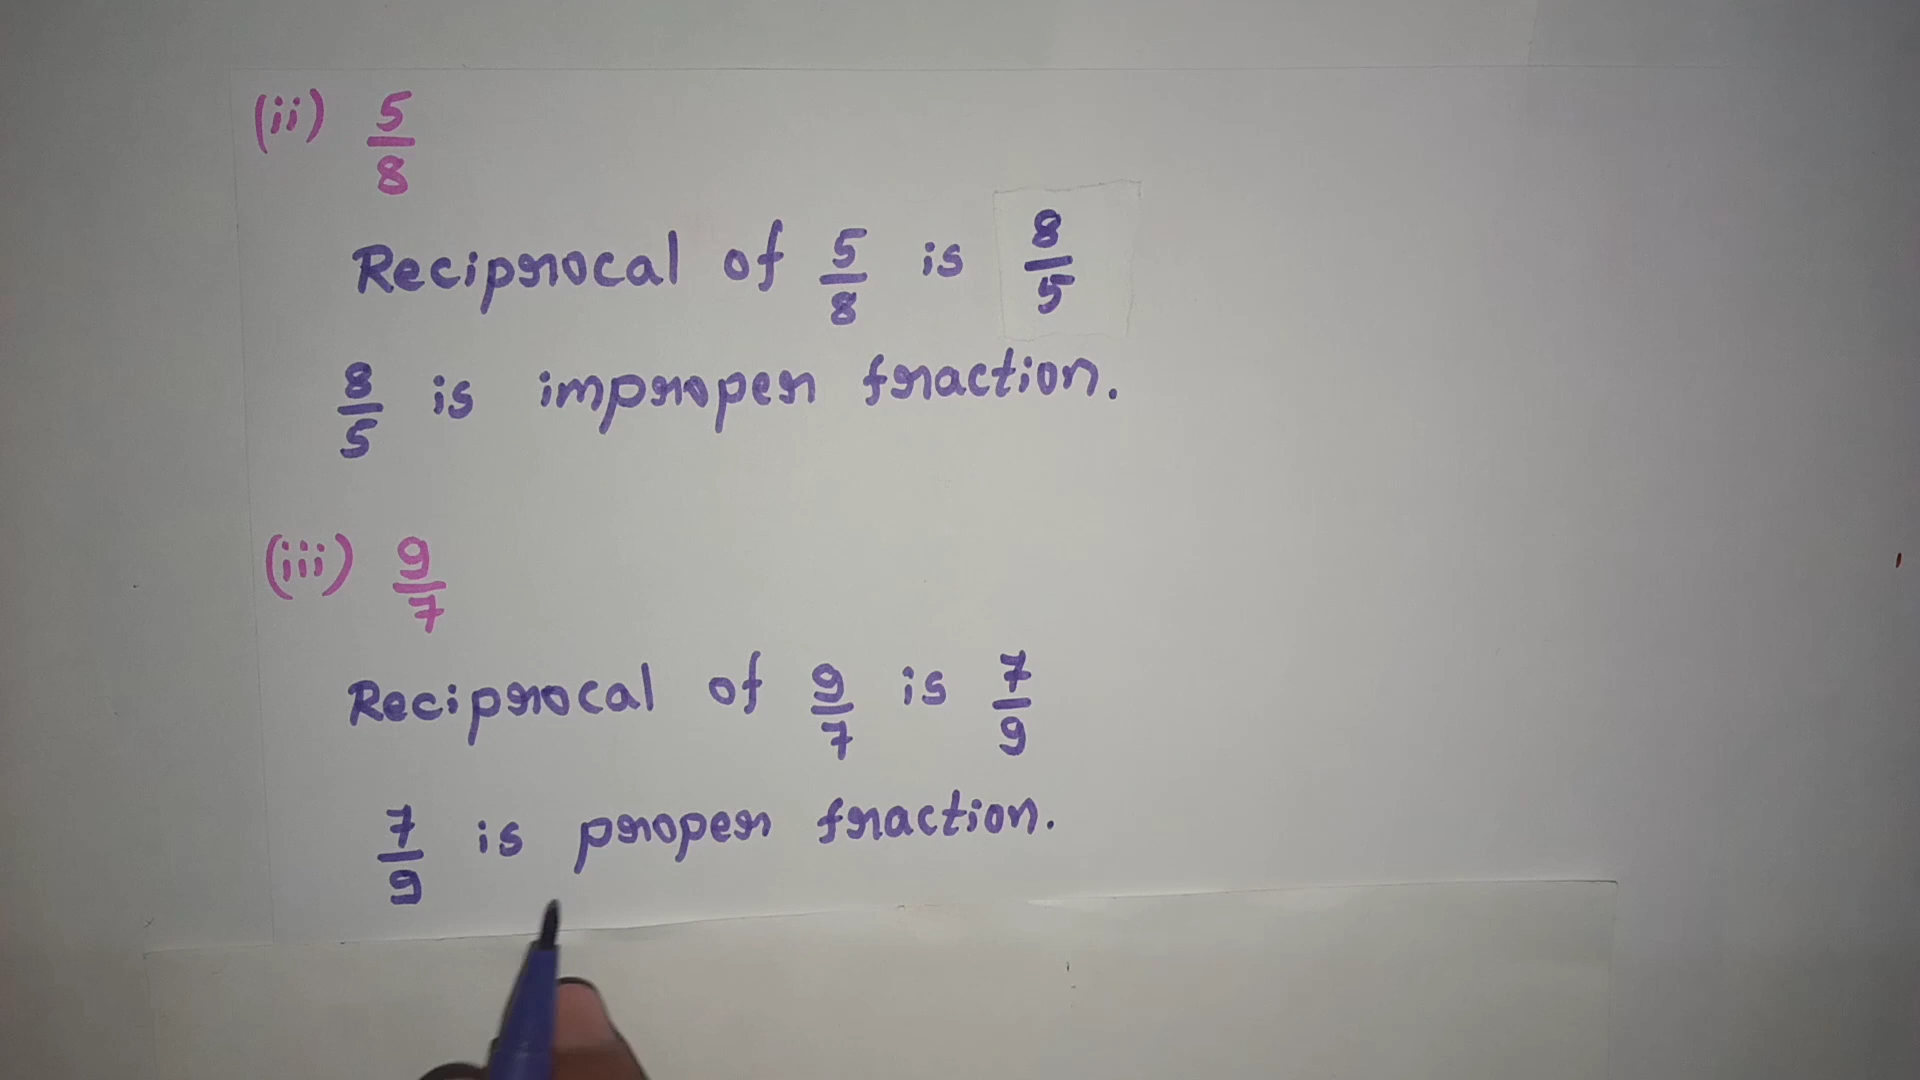 (ii) 5/8
Reciprocal of 5/8 is 8/5
8/5 is improper fraction.
(iii) 9/7
Reciprocal of 9/7 is 7/9
7/9 is proper fraction.